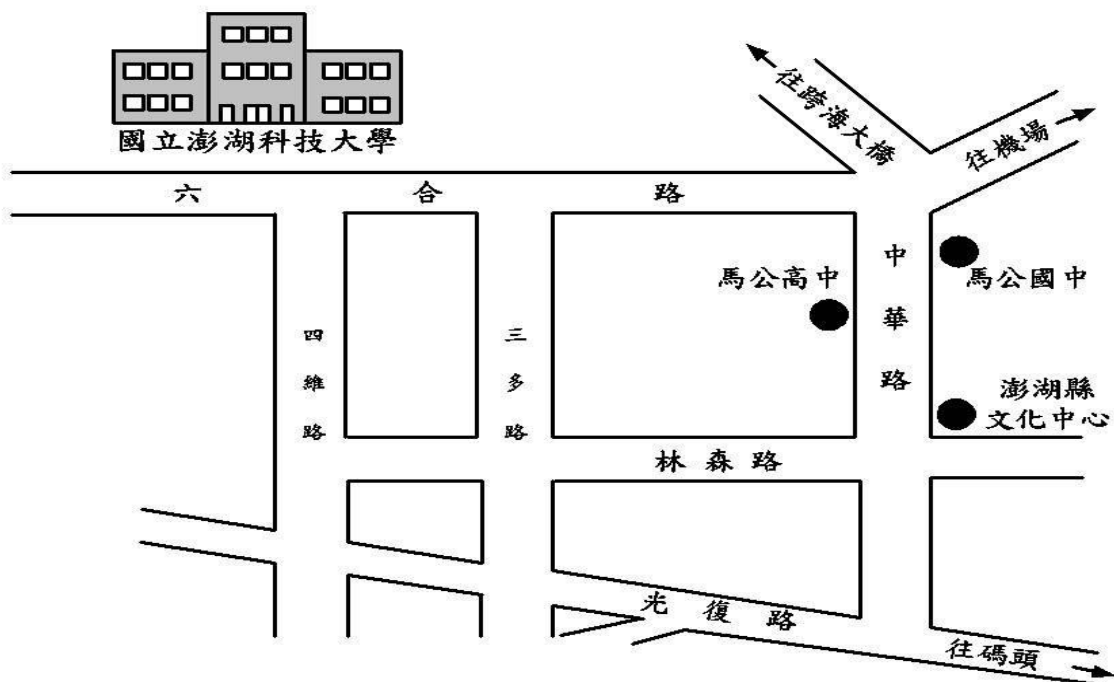 國立澎湖科技大學
往跨海大橋
往機場
六合路
中華路
馬公高中
馬公國中
四維路
三多路
澎湖縣
文化中心
林森路
光復路
往碼頭